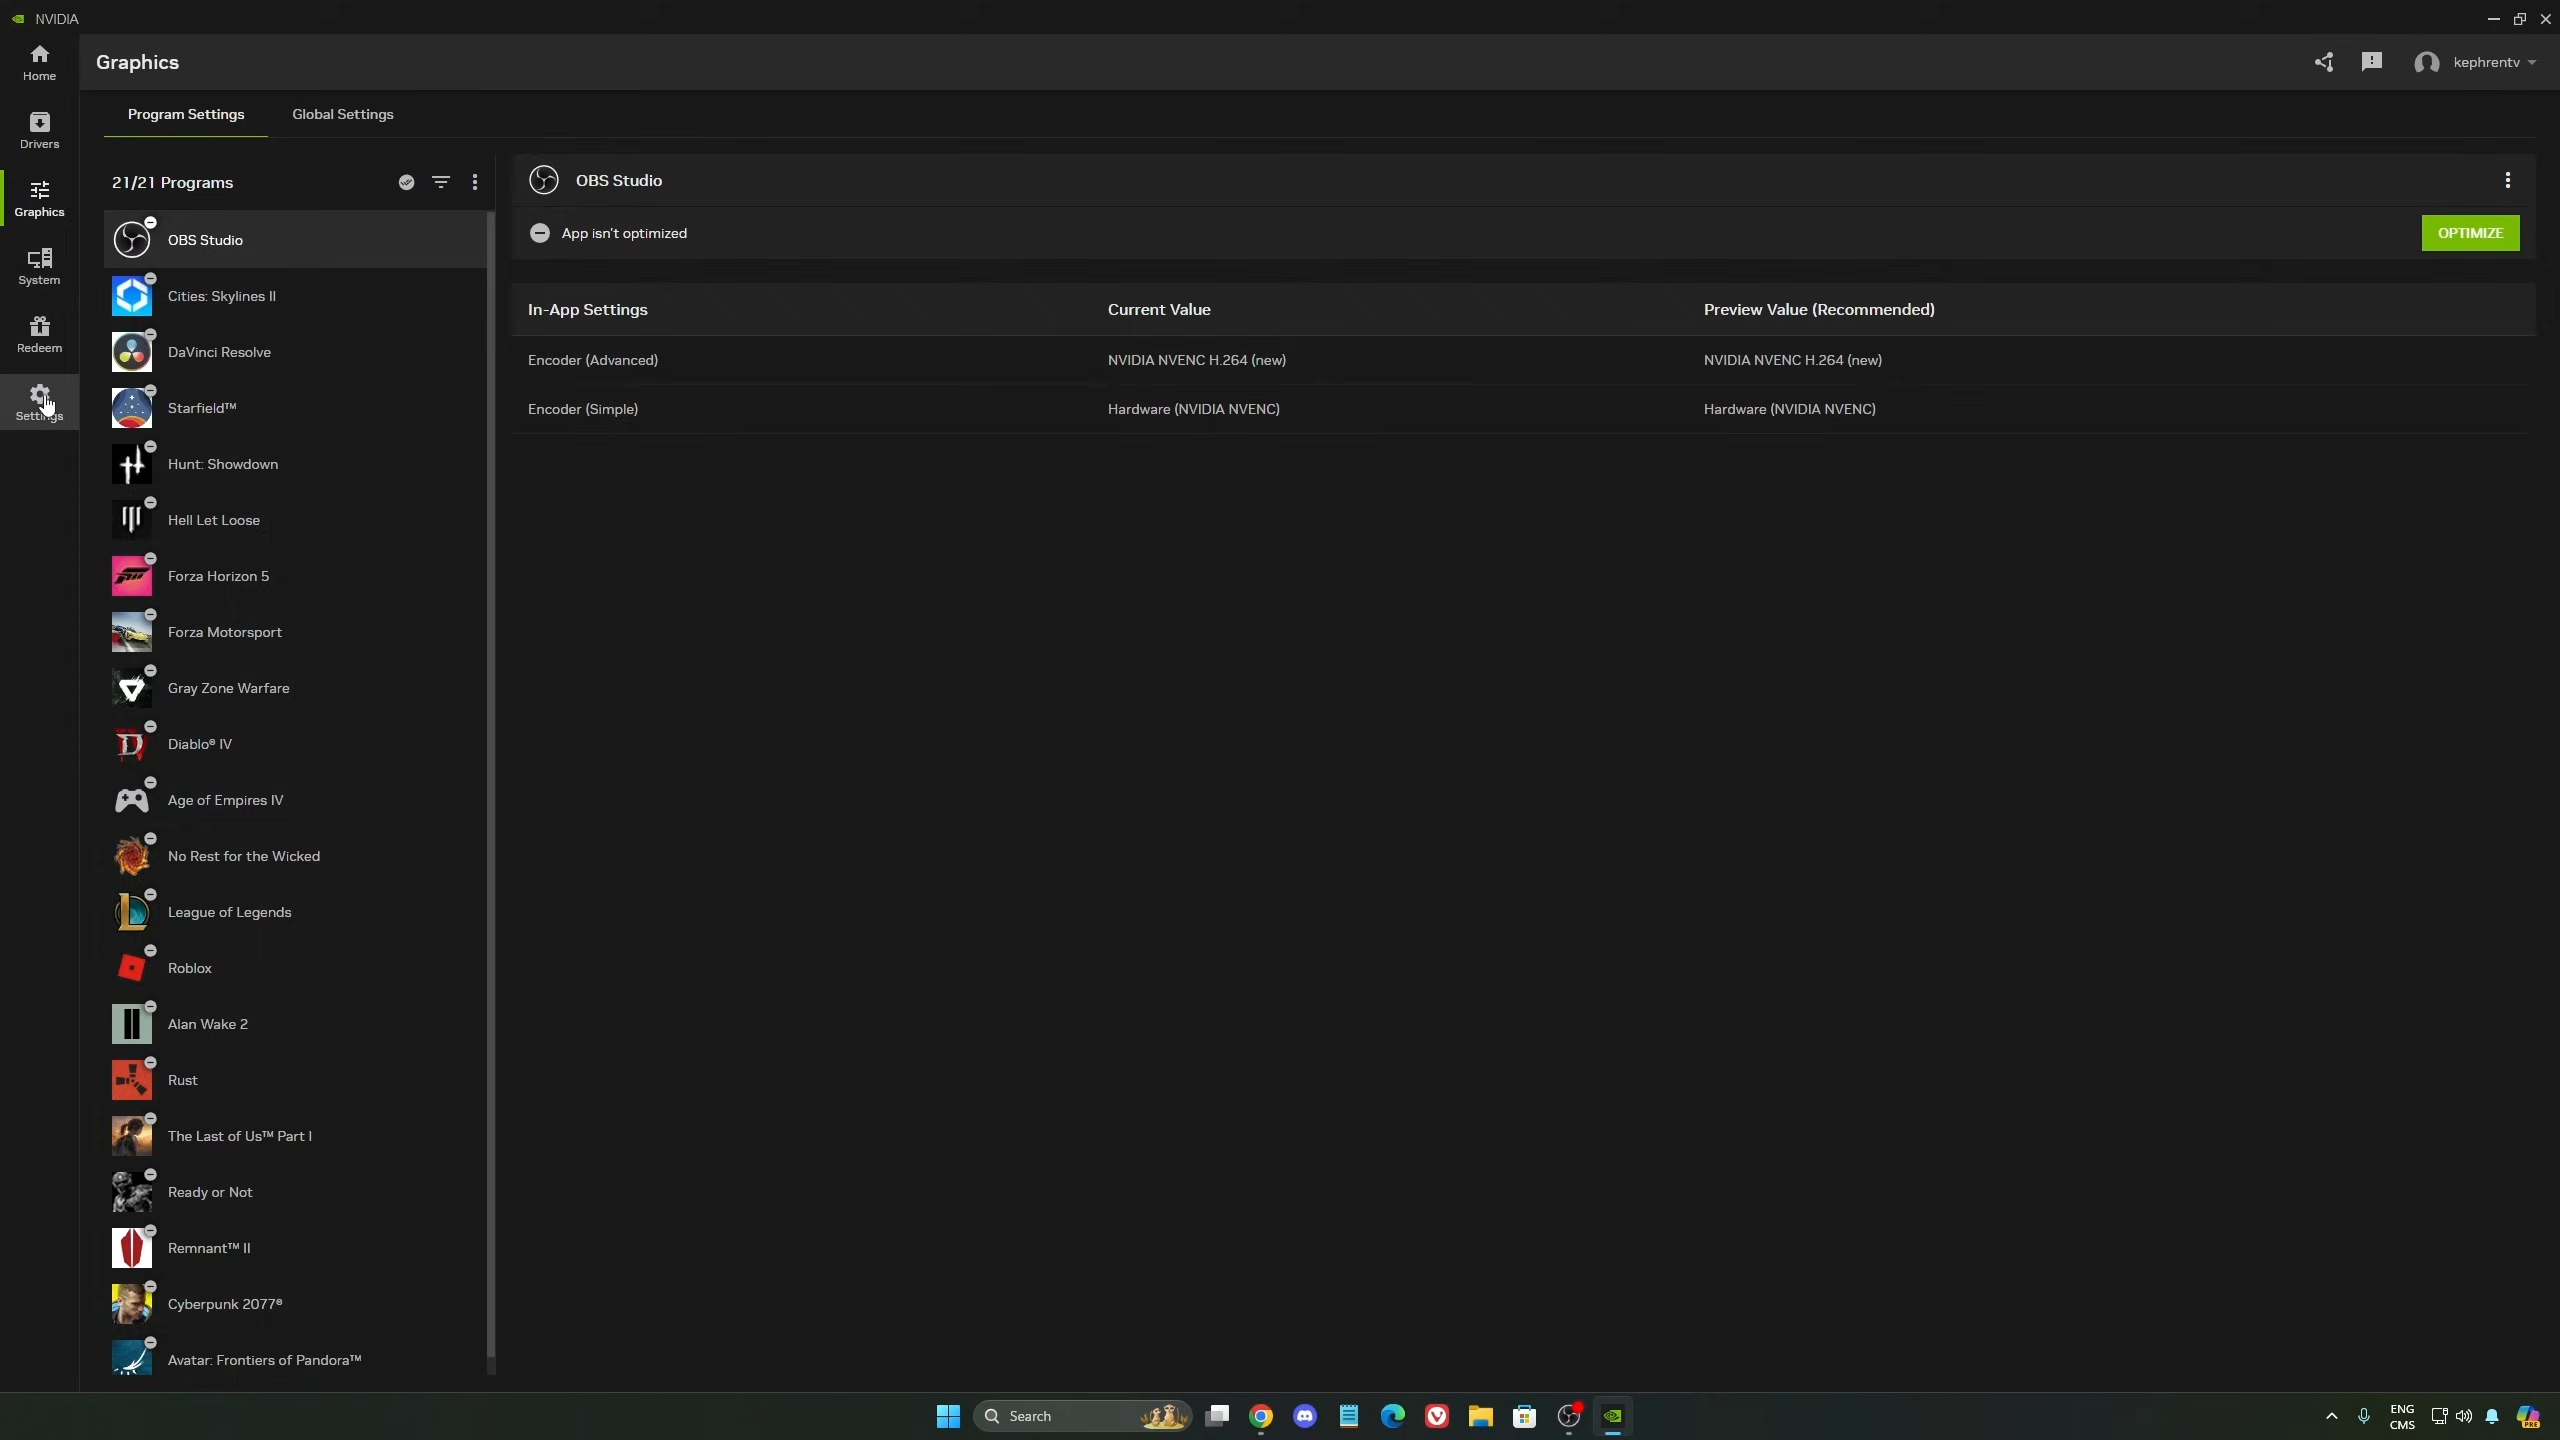 NVIDIA
Home
Drivers
Graphics
System
Redeem
Settings
Graphics
kephrentv
Program Settings
Global Settings
21/21 Programs
OBS Studio
Cities: Skylines II
DaVinci Resolve
Starfield™
Hunt: Showdown
Hell Let Loose
Forza Horizon 5
Forza Motorsport
Gray Zone Warfare
Diablo® IV
Age of Empires IV
No Rest for the Wicked
League of Legends
Roblox
Alan Wake 2
Rust
The Last of Us™ Part I
Ready or Not
Remnant™ II
Cyberpunk 2077®
Avatar: Frontiers of Pandora™
OBS Studio
App isn't optimized
OPTIMIZE
In-App Settings Current Value Preview Value (Recommended)
Encoder (Advanced) NVIDIA NVENC H.264 (new) NVIDIA NVENC H.264 (new)
Encoder (Simple) Hardware (NVIDIA NVENC) Hardware (NVIDIA NVENC)
Search
ENG
CMS
PRE